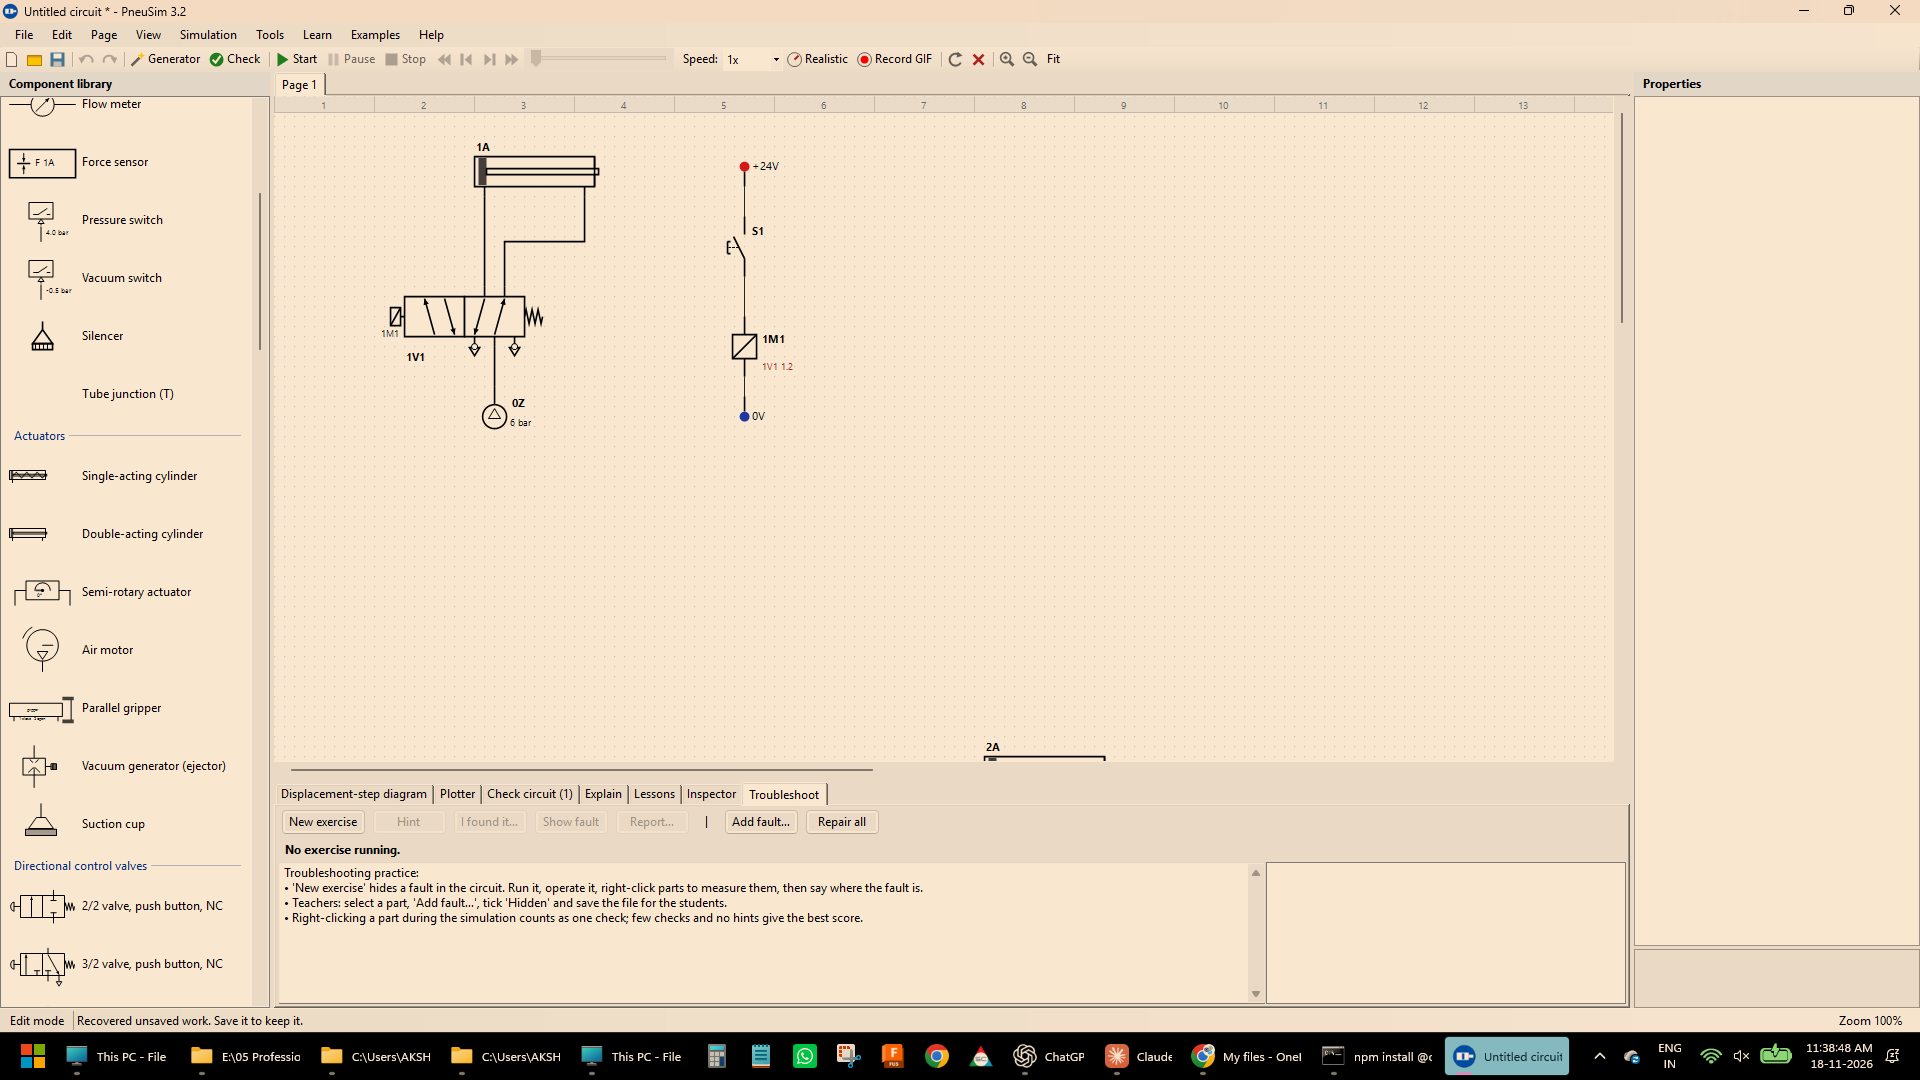 Untitled circuit * - PneuSim 3.2
File Edit Page View Simulation Tools Learn Examples Help
Generator Check Start Pause Stop Speed: 1x Realistic Record GIF Fit
Component library
Page 1
Properties
1 2 3 4 5 6 7 8 9 10 11 12 13
Flow meter
F 1A Force sensor
Pressure switch
4.0 bar
Vacuum switch
-0.5 bar
Silencer
Tube junction (T)
Actuators
Single-acting cylinder
Double-acting cylinder
Semi-rotary actuator
Air motor
Parallel gripper
Vacuum generator (ejector)
Suction cup
Directional control valves
2/2 valve, push button, NC
3/2 valve, push button, NC
1A
+24V
S1
1M1
1V1
1M1
1V1 1.2
0Z
6 bar
0V
2A
Displacement-step diagram Plotter Check circuit (1) Explain Lessons Inspector Troubleshoot
New exercise Hint I found it... Show fault Report... | Add fault... Repair all
No exercise running.
Troubleshooting practice:
• 'New exercise' hides a fault in the circuit. Run it, operate it, right-click parts to measure them, then say where the fault is.
• Teachers: select a part, 'Add fault...', tick 'Hidden' and save the file for the students.
• Right-clicking a part during the simulation counts as one check; few checks and no hints give the best score.
Edit mode Recovered unsaved work. Save it to keep it. Zoom 100%
This PC - File E:\05 Professio C:\Users\AKSH C:\Users\AKSH This PC - File ChatGP Claude My files - OneI npm install @c Untitled circuit
ENG
IN
11:38:48 AM
18-11-2026